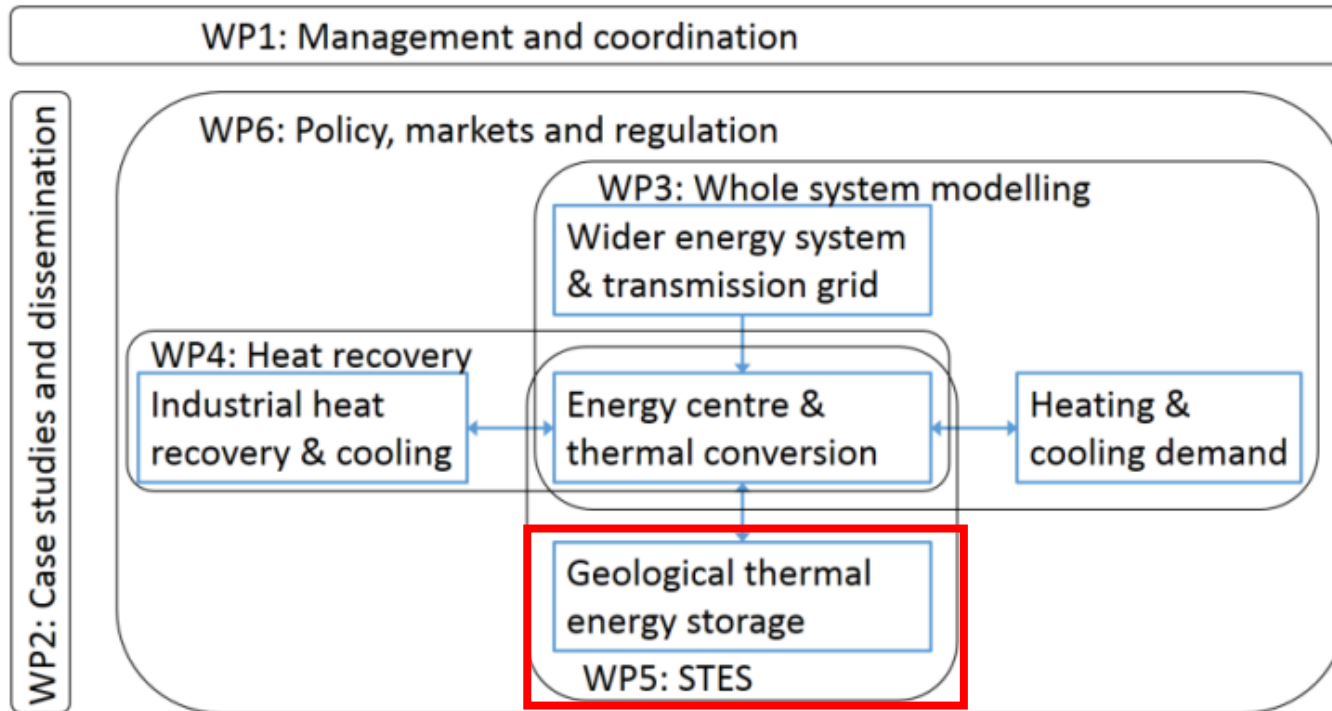 WP1: Management and coordination
WP2: Case studies and dissemination
WP6: Policy, markets and regulation
WP3: Whole system modelling
Wider energy system
& transmission grid
WP4: Heat recovery
Industrial heat
recovery & cooling
Energy centre &
thermal conversion
Heating &
cooling demand
Geological thermal
energy storage
WP5: STES